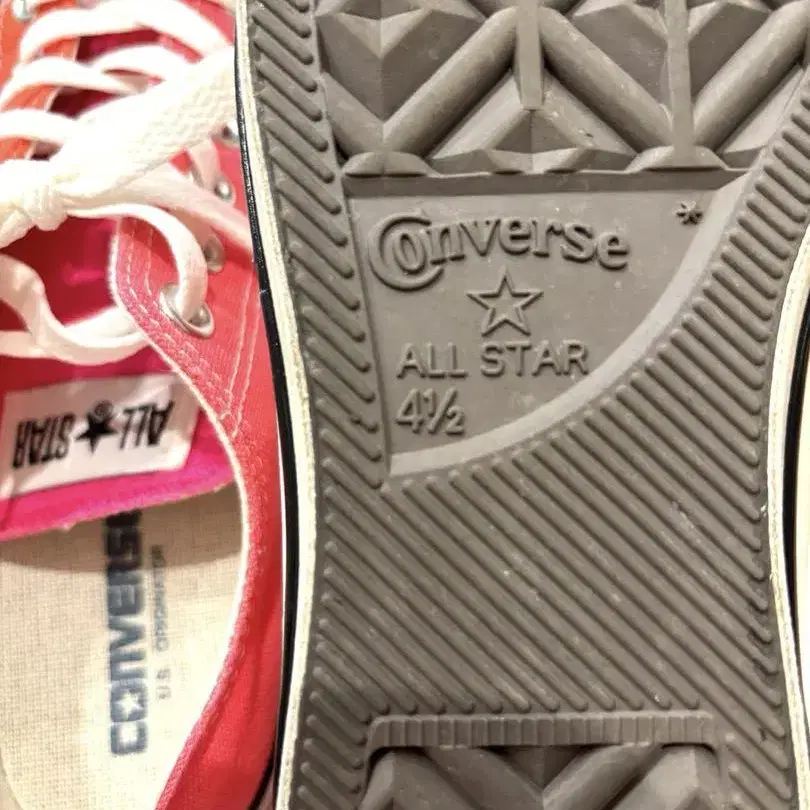 Converse
*
ALL STAR
4½
ALL ★ STAR
®
CONVERSE
U.S. ORIGINATOR